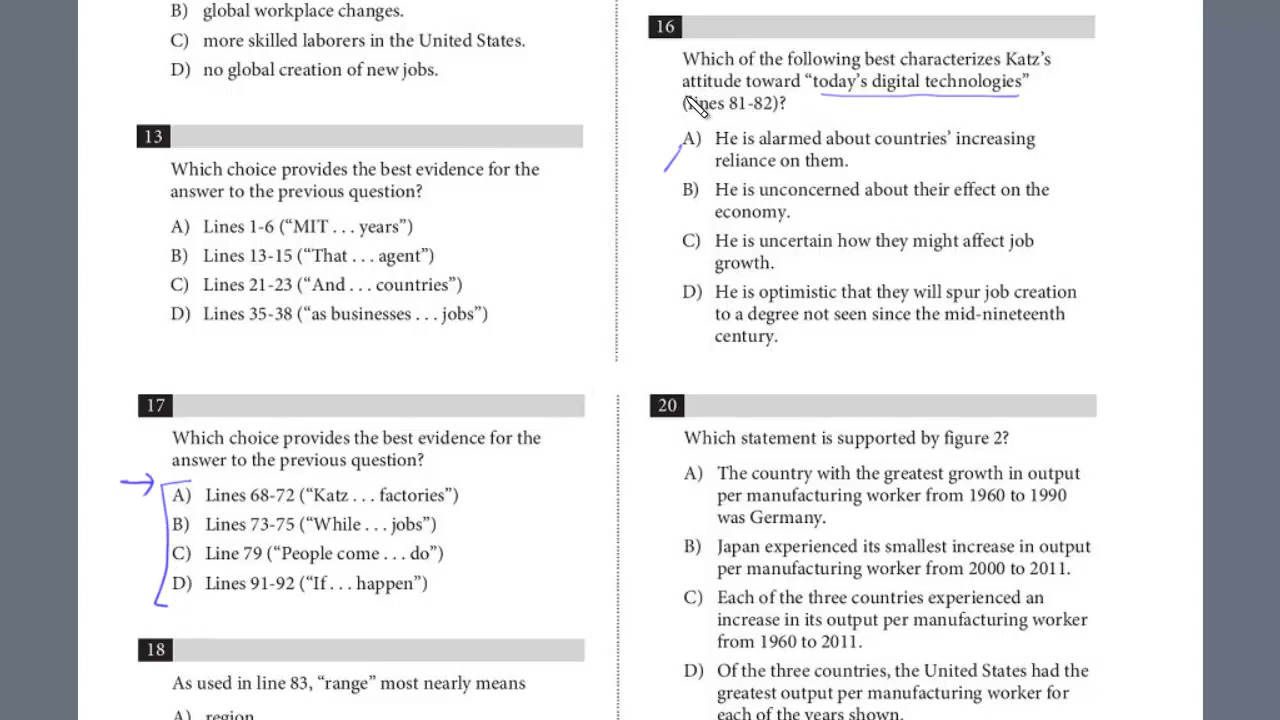 B) global workplace changes.
C) more skilled laborers in the United States.
D) no global creation of new jobs.
13
Which choice provides the best evidence for the
answer to the previous question?
A) Lines 1-6 (“MIT . . . years”)
B) Lines 13-15 (“That . . . agent”)
C) Lines 21-23 (“And . . . countries”)
D) Lines 35-38 (“as businesses . . . jobs”)
16
Which of the following best characterizes Katz’s
attitude toward “today’s digital technologies”
(lines 81-82)?
A) He is alarmed about countries’ increasing
reliance on them.
B) He is unconcerned about their effect on the
economy.
C) He is uncertain how they might affect job
growth.
D) He is optimistic that they will spur job creation
to a degree not seen since the mid-nineteenth
century.
17
Which choice provides the best evidence for the
answer to the previous question?
A) Lines 68-72 (“Katz . . . factories”)
B) Lines 73-75 (“While . . . jobs”)
C) Line 79 (“People come . . . do”)
D) Lines 91-92 (“If . . . happen”)
18
As used in line 83, “range” most nearly means
A) region.
20
Which statement is supported by figure 2?
A) The country with the greatest growth in output
per manufacturing worker from 1960 to 1990
was Germany.
B) Japan experienced its smallest increase in output
per manufacturing worker from 2000 to 2011.
C) Each of the three countries experienced an
increase in its output per manufacturing worker
from 1960 to 2011.
D) Of the three countries, the United States had the
greatest output per manufacturing worker for
each of the years shown.